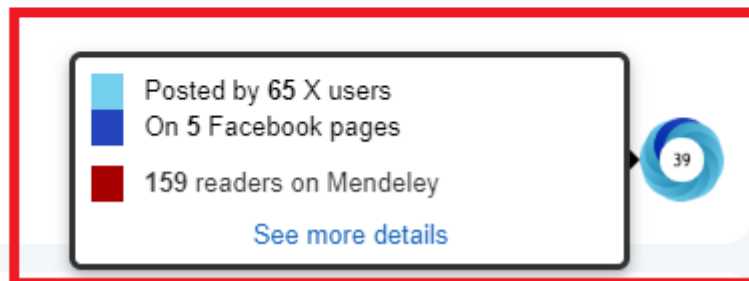 Posted by 65 X users
On 5 Facebook pages
39
159 readers on Mendeley
See more details